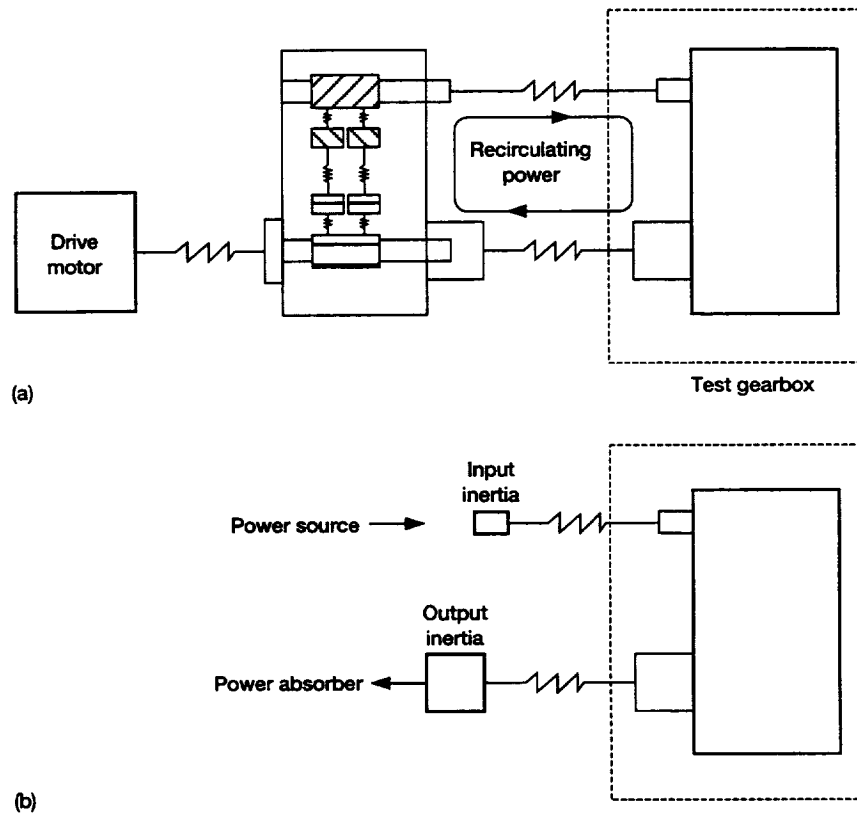 Recirculating
power
Drive
motor
Test gearbox
(a)
Input
inertia
Power source
Output
inertia
Power absorber
(b)